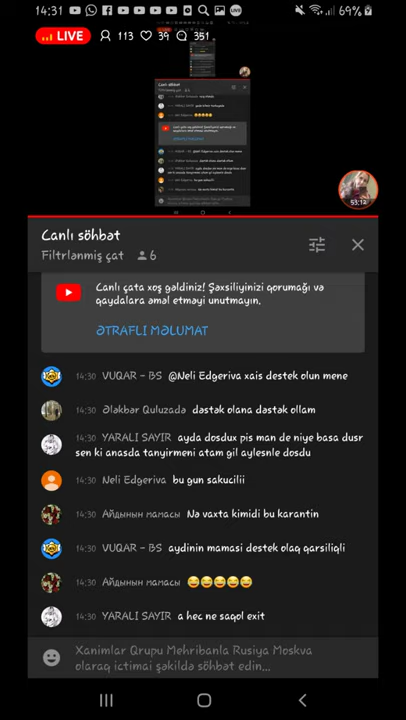 14:31
69%
LIVE 113 39 351
Canlı söhbət
53:12
Canlı söhbət
Filtrlənmiş çat 6
Canlı çata xoş gəldiniz! Şəxsiliyinizi qorumağı və
qaydalara əməl etməyi unutmayın.
ƏTRAFLI MƏLUMAT
14:30 VUQAR - BS @Neli Edgeriva xais destek olun mene
14:30 Ələkbər Quluzadə dəstək olana dəstək ollam
14:30 YARALI SAYIR ayda dosdux pis man de niye basa dusr
sen ki anasda tanyirmeni atam gil aylesnle dosdu
14:30 Neli Edgeriva bu gun sakucilii
14:30 Айдынын мамасы Nə vaxta kimidi bu karantin
14:30 VUQAR - BS aydinin mamasi destek olaq qarsiliqli
14:30 Айдынын мамасы 😂😂😂😂😂
14:30 YARALI SAYIR a hec ne saqol exit
Xanimlar Qrupu Mehribanla Rusiya Moskva
olaraq ictimai şəkildə söhbət edin...